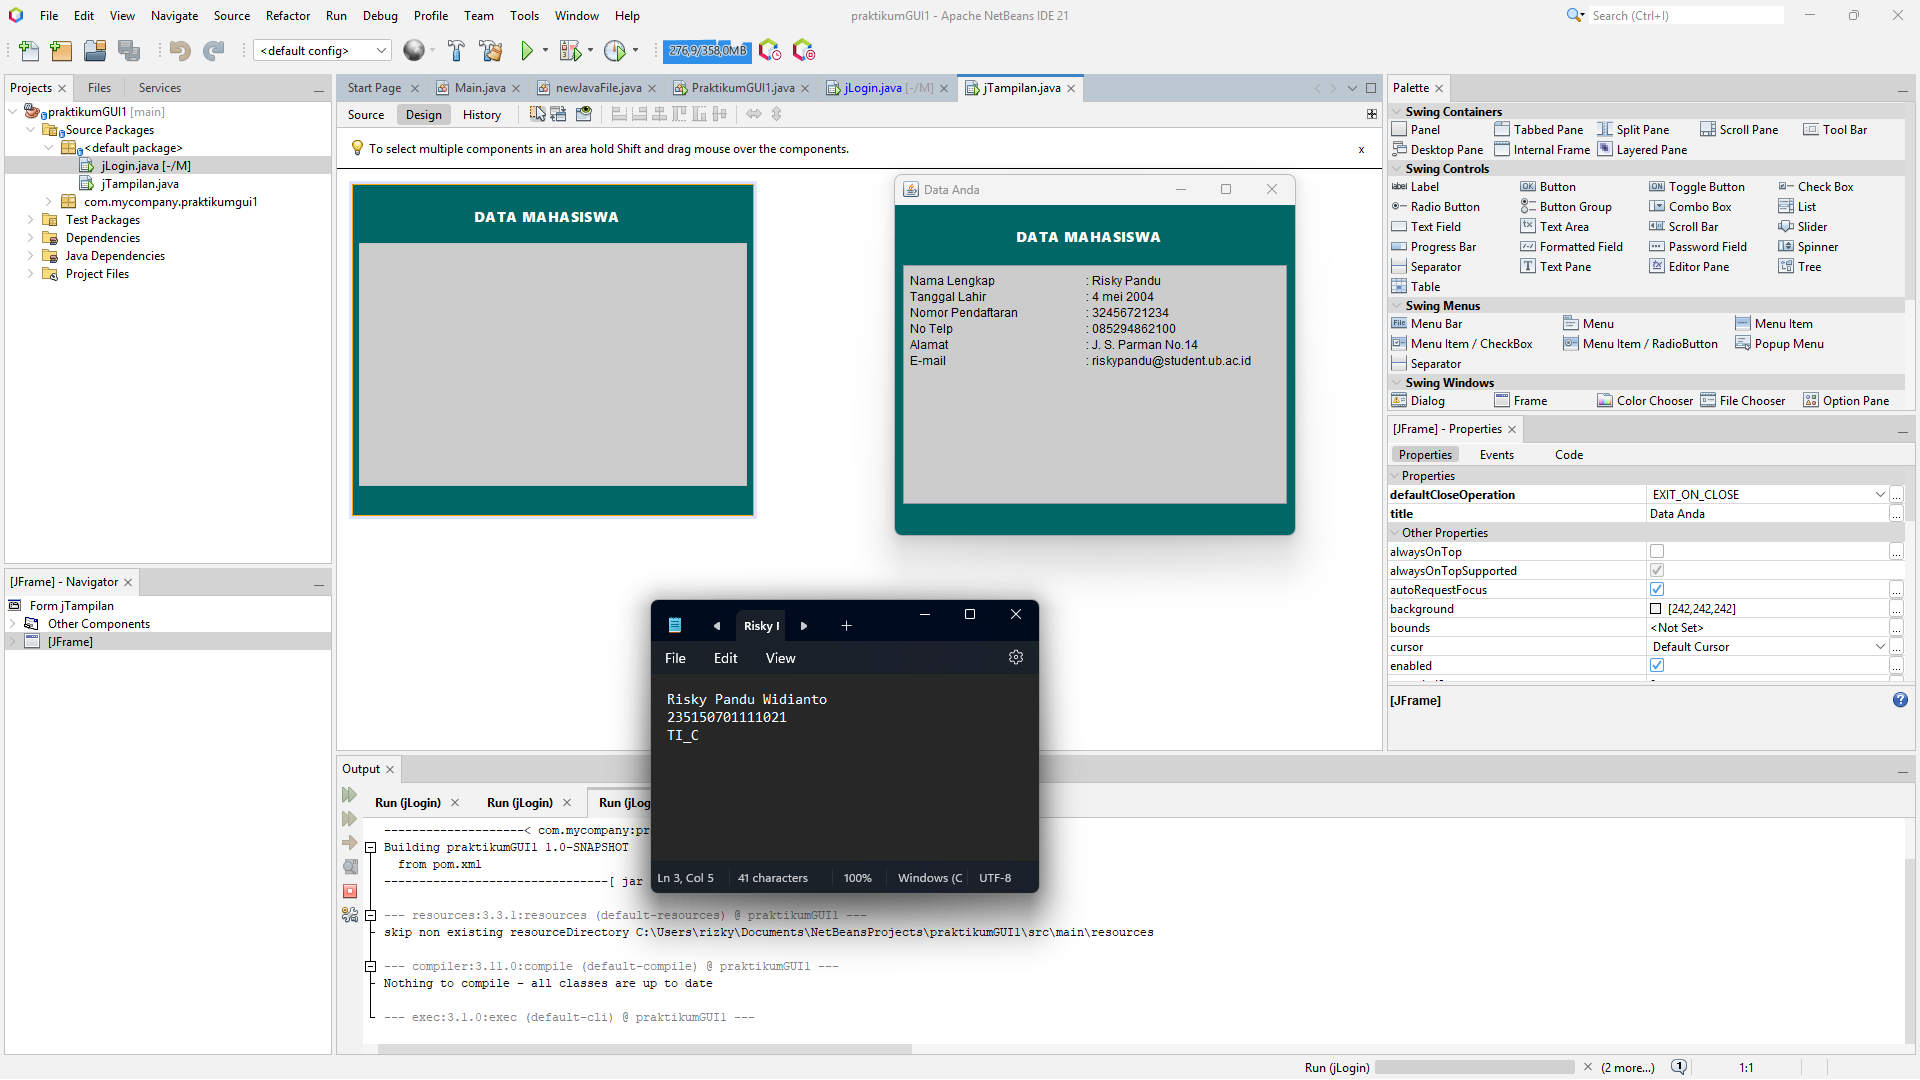 File Edit View Navigate Source Refactor Run Debug Profile Team Tools Window Help
praktikumGUI1 - Apache NetBeans IDE 21
Search (Ctrl+I)
<default config>
276,9/358,0MB
Projects Files Services
praktikumGUI1 [main]
Source Packages
<default package>
jLogin.java [-/M]
jTampilan.java
com.mycompany.praktikumgui1
Test Packages
Dependencies
Java Dependencies
Project Files
[JFrame] - Navigator
Form jTampilan
Other Components
[JFrame]
Start Page Main.java newJavaFile.java PraktikumGUI1.java jLogin.java [-/M] jTampilan.java
Source Design History
To select multiple components in an area hold Shift and drag mouse over the components.
x
DATA MAHASISWA
Data Anda
DATA MAHASISWA
Nama Lengkap : Risky Pandu
Tanggal Lahir : 4 mei 2004
Nomor Pendaftaran : 32456721234
No Telp : 085294862100
Alamat : J. S. Parman No.14
E-mail : riskypandu@student.ub.ac.id
Risky
File Edit View
Risky Pandu Widianto
235150701111021
TI_C
Ln 3, Col 5 41 characters 100% Windows (C UTF-8
Palette
Swing Containers
Panel Tabbed Pane Split Pane Scroll Pane Tool Bar
Desktop Pane Internal Frame Layered Pane
Swing Controls
Label Button Toggle Button Check Box
Radio Button Button Group Combo Box List
Text Field Text Area Scroll Bar Slider
Progress Bar Formatted Field Password Field Spinner
Separator Text Pane Editor Pane Tree
Table
Swing Menus
Menu Bar Menu Menu Item
Menu Item / CheckBox Menu Item / RadioButton Popup Menu
Separator
Swing Windows
Dialog Frame Color Chooser File Chooser Option Pane
[JFrame] - Properties
Properties Events Code
Properties
defaultCloseOperation EXIT_ON_CLOSE
title Data Anda
Other Properties
alwaysOnTop
alwaysOnTopSupported
autoRequestFocus
background [242,242,242]
bounds <Not Set>
cursor Default Cursor
enabled
[JFrame]
Output
Run (jLogin) Run (jLogin) Run (jLog
--------------------< com.mycompany:pr
Building praktikumGUI1 1.0-SNAPSHOT
from pom.xml
--------------------------------[ jar
--- resources:3.3.1:resources (default-resources) @ praktikumGUI1 ---
skip non existing resourceDirectory C:\Users\rizky\Documents\NetBeansProjects\praktikumGUI1\src\main\resources
--- compiler:3.11.0:compile (default-compile) @ praktikumGUI1 ---
Nothing to compile - all classes are up to date
--- exec:3.1.0:exec (default-cli) @ praktikumGUI1 ---
Run (jLogin) (2 more...) 1 1:1